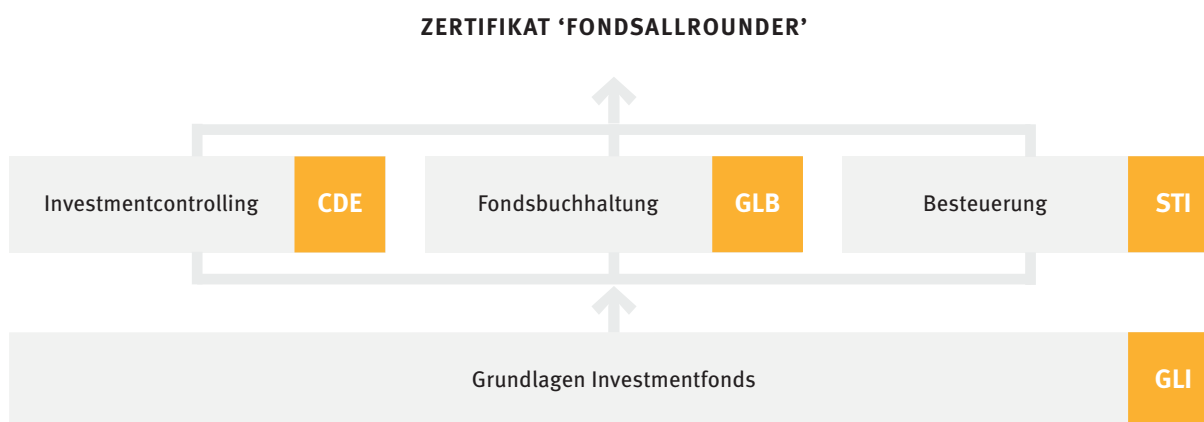 ZERTIFIKAT ‘FONDSALLROUNDER’
Investmentcontrolling CDE Fondsbuchhaltung GLB Besteuerung STI
Grundlagen Investmentfonds GLI